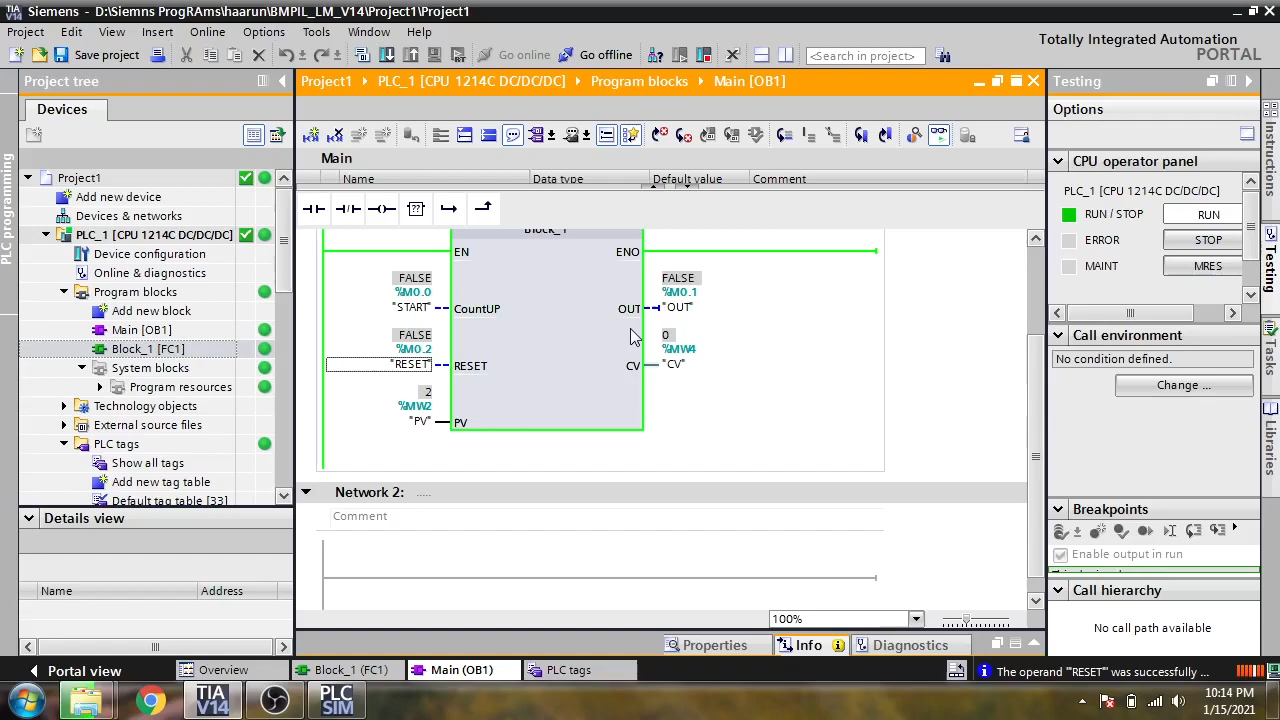 TIA
V14
Siemens - D:\Siemns ProgRAms\haarun\BMPIL_LM_V14\Project1\Project1
Project Edit View Insert Online Options Tools Window Help
Totally Integrated Automation
PORTAL
Save project
Go online
Go offline
<Search in project>
Project tree
Project1
PLC_1 [CPU 1214C DC/DC/DC]
Program blocks
Main [OB1]
Testing
Devices
Options
PLC programming
Project1
Add new device
Devices & networks
PLC_1 [CPU 1214C DC/DC/DC]
Device configuration
Online & diagnostics
Program blocks
Add new block
Main [OB1]
Block_1 [FC1]
System blocks
Program resources
Technology objects
External source files
PLC tags
Show all tags
Add new tag table
Default tag table [33]
Details view
Name
Address
Main
Name
Data type
Default value
Comment
??
Block_1
EN
ENO
FALSE
%M0.0
"START"
CountUP
FALSE
%M0.1
OUT
"OUT"
FALSE
%M0.2
"RESET"
RESET
0
%MW4
CV
"CV"
2
%MW2
"PV"
PV
Network 2:
.....
Comment
100%
Properties
Info
Diagnostics
CPU operator panel
PLC_1 [CPU 1214C DC/DC/DC]
RUN / STOP
RUN
ERROR
STOP
MAINT
MRES
Call environment
No condition defined.
Change ...
Breakpoints
Enable output in run
Call hierarchy
No call path available
Instructions
Testing
Tasks
Libraries
Portal view
Overview
Block_1 (FC1)
Main (OB1)
PLC tags
The operand '"RESET"' was successfully ...
TIA
V14
PLC
SIM
10:14 PM
1/15/2021